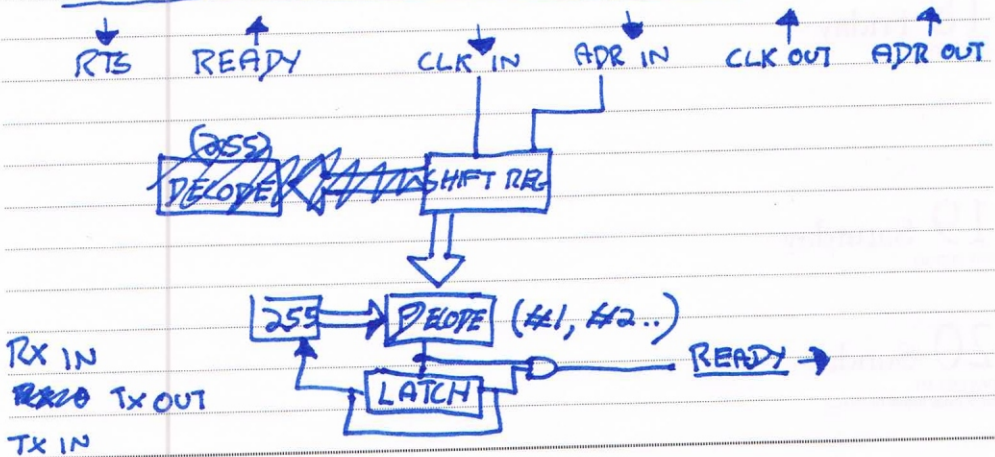 RTS READY CLK IN ADR IN CLK OUT ADR OUT
(255)
DECODE SHIFT REG
255 DECODE (#1, #2..)
RX IN READY
LATCH
TX OUT
TX IN